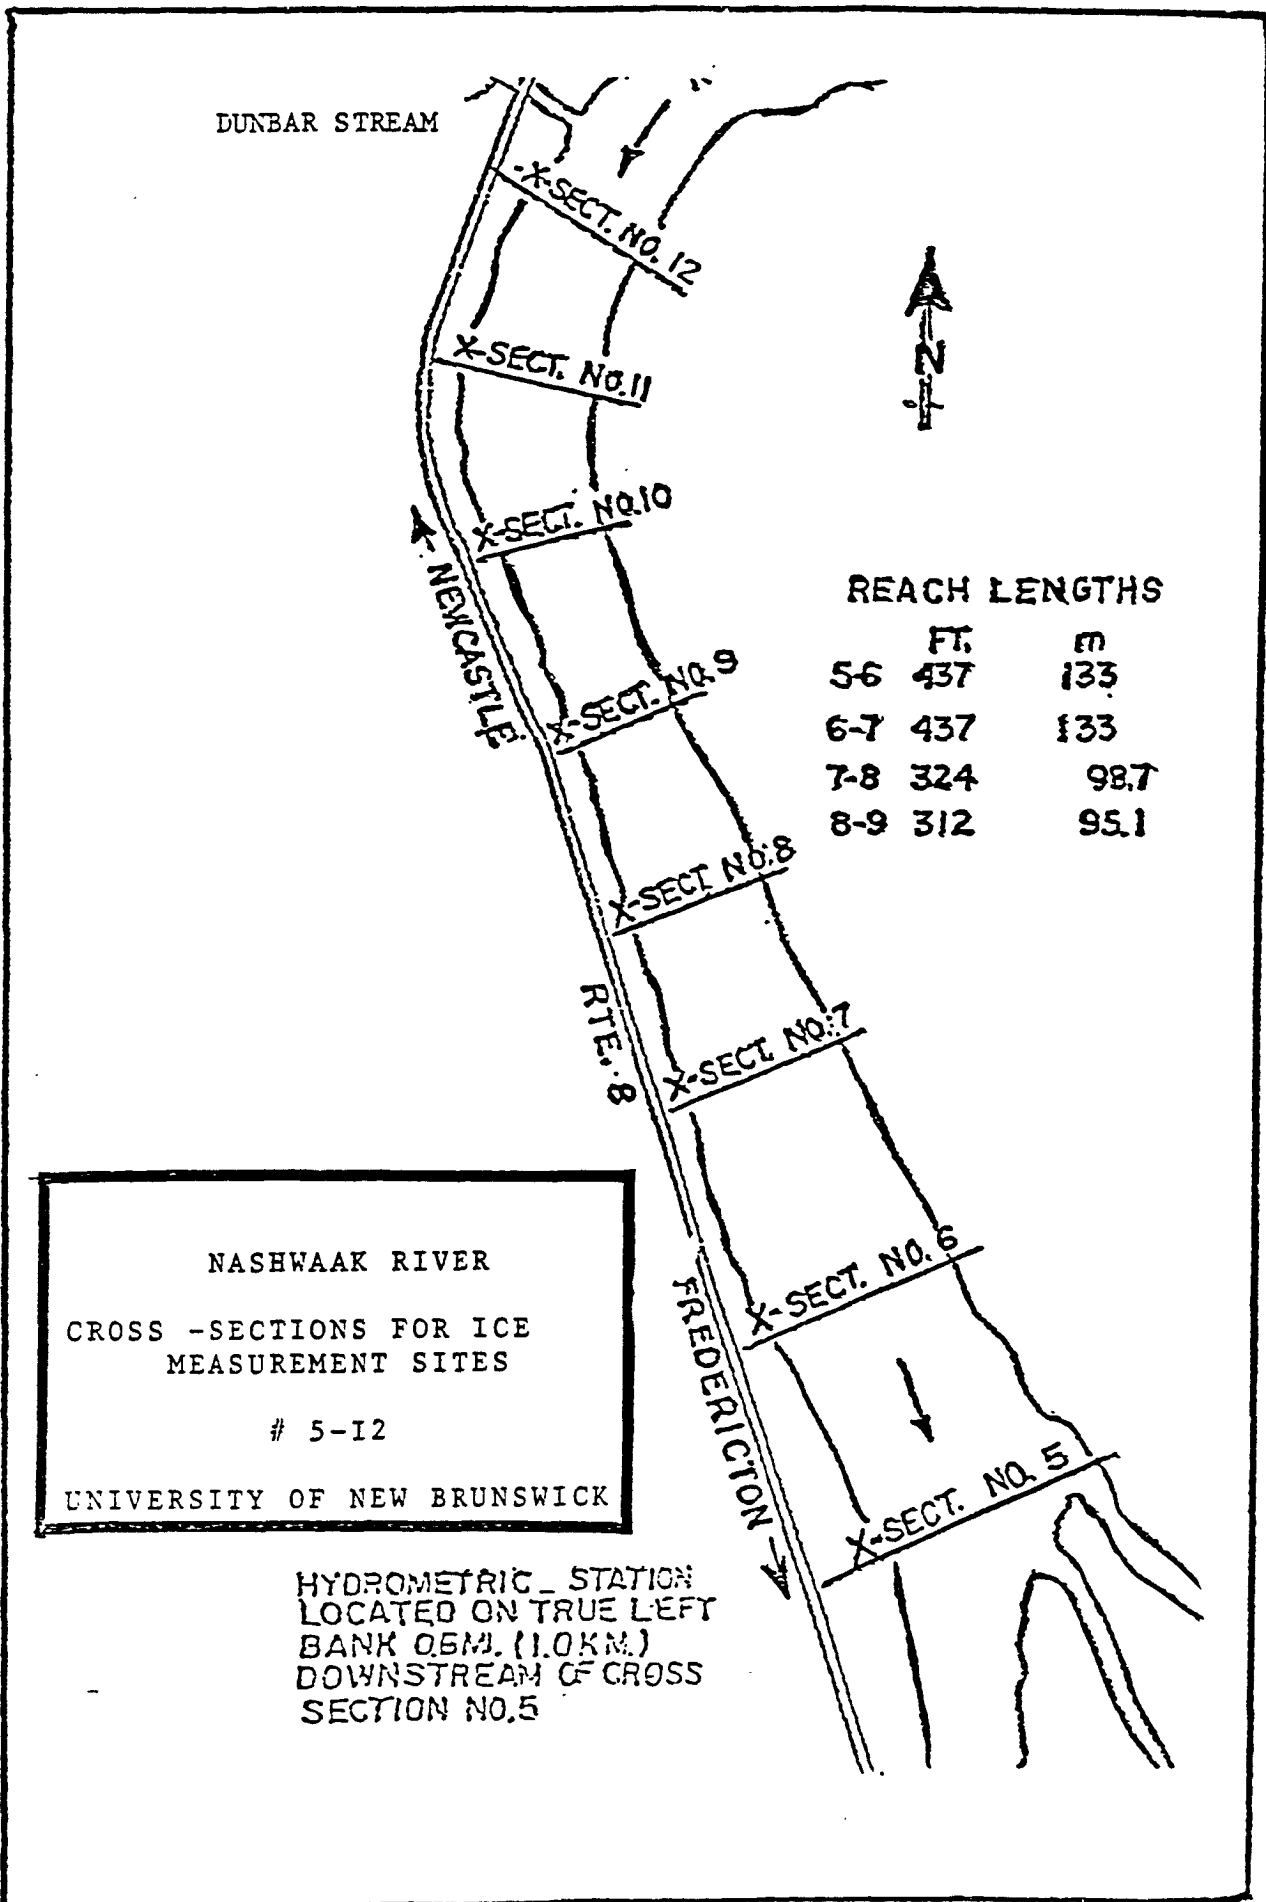 DUNBAR STREAM
X-SECT. NO. 12
X-SECT. NO.11
N
X-SECT. NO.10
NEWCASTLE
X-SECT. NO. 9
REACH LENGTHS
FT. m
5-6 437 133
6-7 437 133
7-8 324 98.7
8-9 312 95.1
X-SECT NO. 8
RTE. 8
X-SECT NO. 7
X-SECT. NO. 6
FREDERICTON
X-SECT. NO. 5
NASHWAAK RIVER
CROSS -SECTIONS FOR ICE
MEASUREMENT SITES
# 5-I2
UNIVERSITY OF NEW BRUNSWICK
HYDROMETRIC STATION
LOCATED ON TRUE LEFT
BANK MI. (1.0 KM.)
DOWNSTREAM OF CROSS
SECTION NO.5